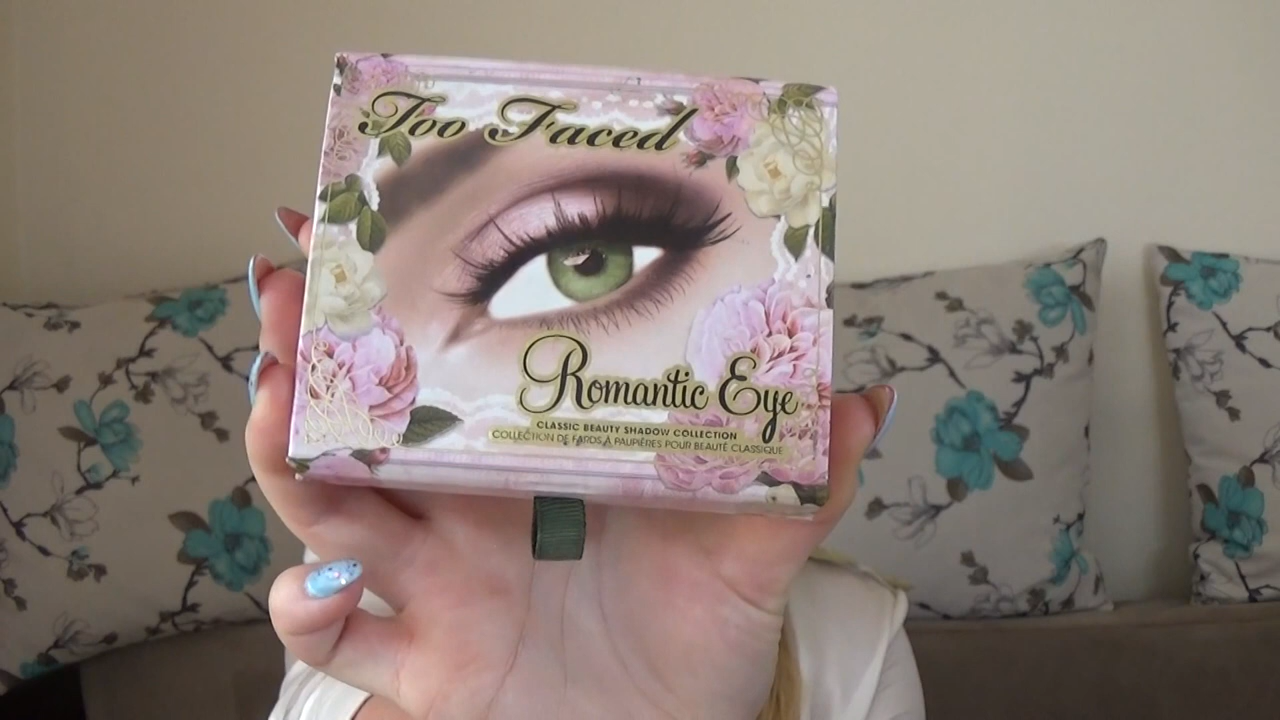 Too Faced
Romantic Eye
CLASSIC BEAUTY SHADOW COLLECTION
COLLECTION DE FARDS À PAUPIÈRES POUR BEAUTÉ CLASSIQUE